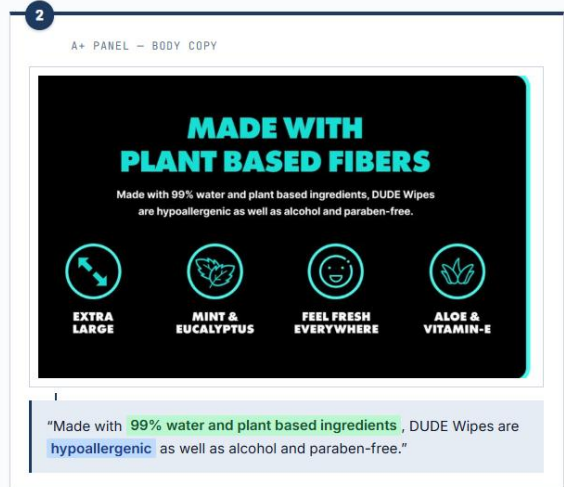 2
A+ PANEL — BODY COPY
MADE WITH
PLANT BASED FIBERS
Made with 99% water and plant based ingredients, DUDE Wipes
are hypoallergenic as well as alcohol and paraben-free.
EXTRA
LARGE
MINT &
EUCALYPTUS
FEEL FRESH
EVERYWHERE
ALOE &
VITAMIN-E
“Made with 99% water and plant based ingredients , DUDE Wipes are
hypoallergenic as well as alcohol and paraben-free.”